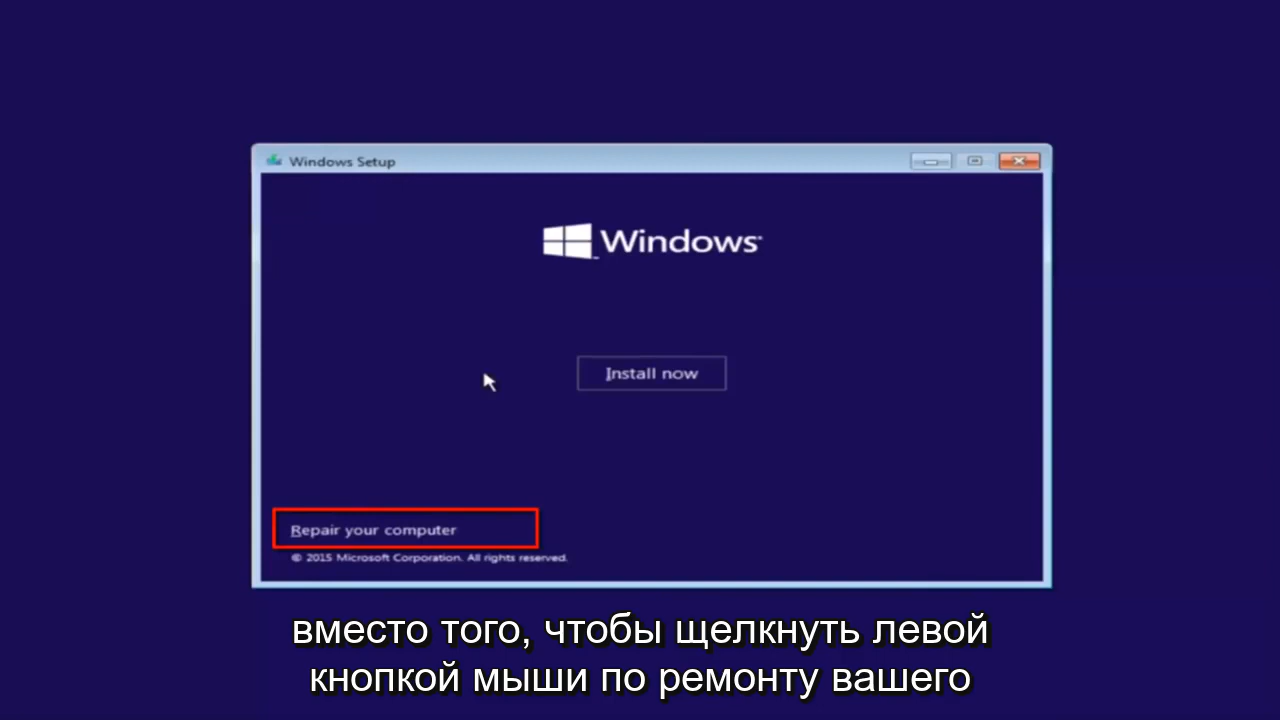 Windows Setup
Windows
Install now
Repair your computer
© 2015 Microsoft Corporation. All rights reserved.
вместо того, чтобы щелкнуть левой
кнопкой мыши по ремонту вашего